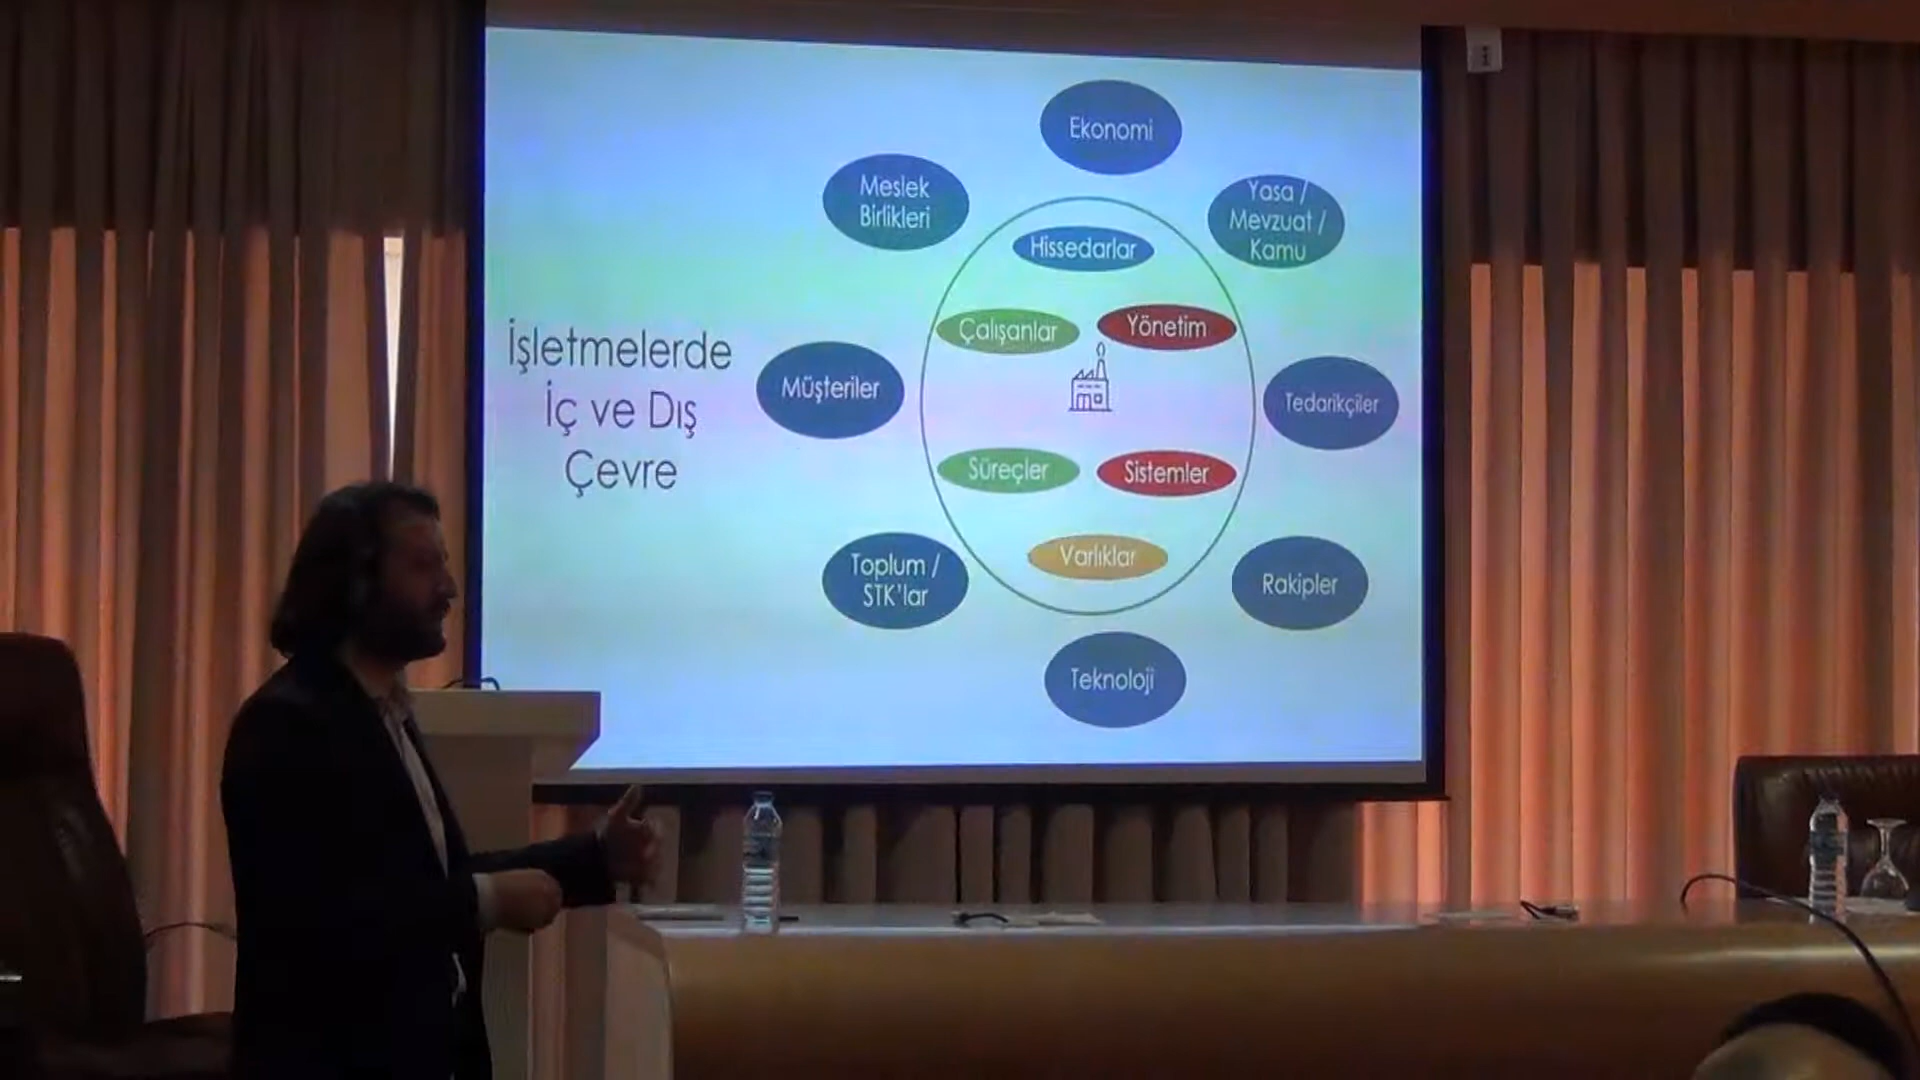 İşletmelerde
İç ve Dış
Çevre
Ekonomi
Meslek
Birlikleri
Yasa /
Mevzuat /
Kamu
Hissedarlar
Çalışanlar
Yönetim
Müşteriler
Tedarikçiler
Süreçler
Sistemler
Varlıklar
Toplum /
STK'lar
Rakipler
Teknoloji